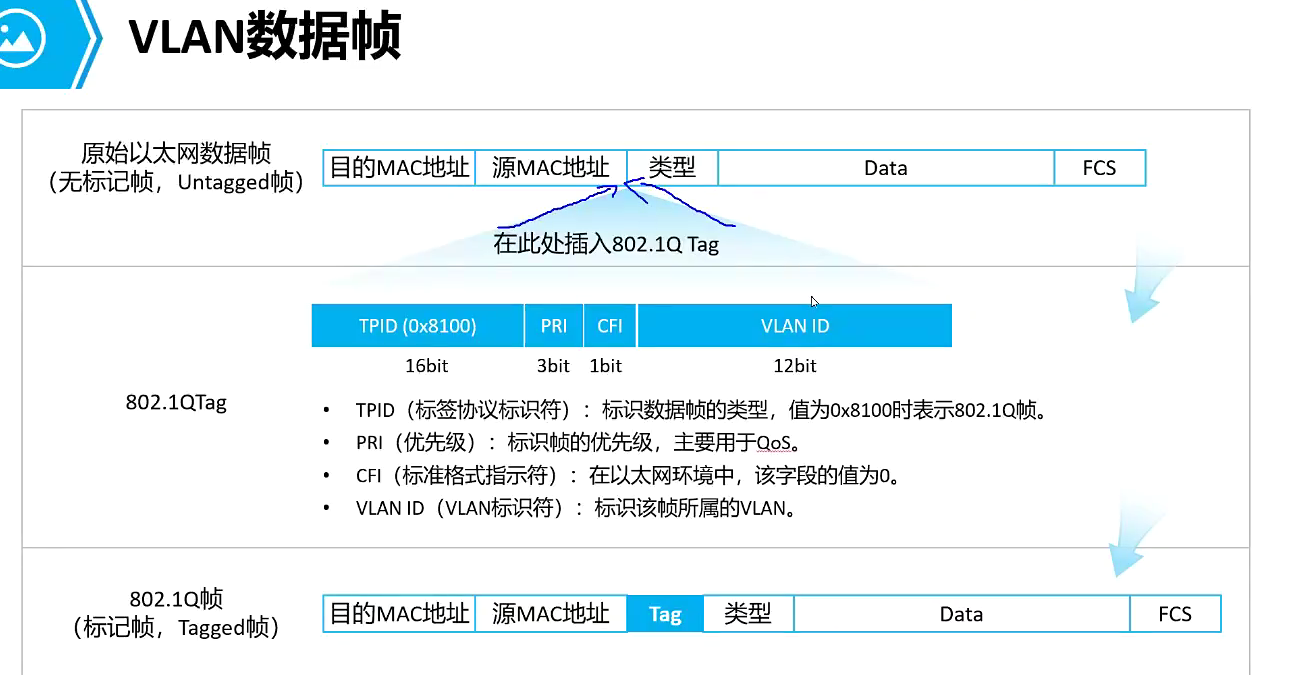 VLAN数据帧
原始以太网数据帧
(无标记帧，Untagged帧)
目的MAC地址 源MAC地址 类型 Data FCS
在此处插入802.1Q Tag
TPID (0x8100) PRI CFI VLAN ID
16bit 3bit 1bit 12bit
802.1QTag
• TPID（标签协议标识符）：标识数据帧的类型，值为0x8100时表示802.1Q帧。
• PRI（优先级）：标识帧的优先级，主要用于QoS。
• CFI（标准格式指示符）：在以太网环境中，该字段的值为0。
• VLAN ID（VLAN标识符）：标识该帧所属的VLAN。
802.1Q帧
(标记帧，Tagged帧)
目的MAC地址 源MAC地址 Tag 类型 Data FCS